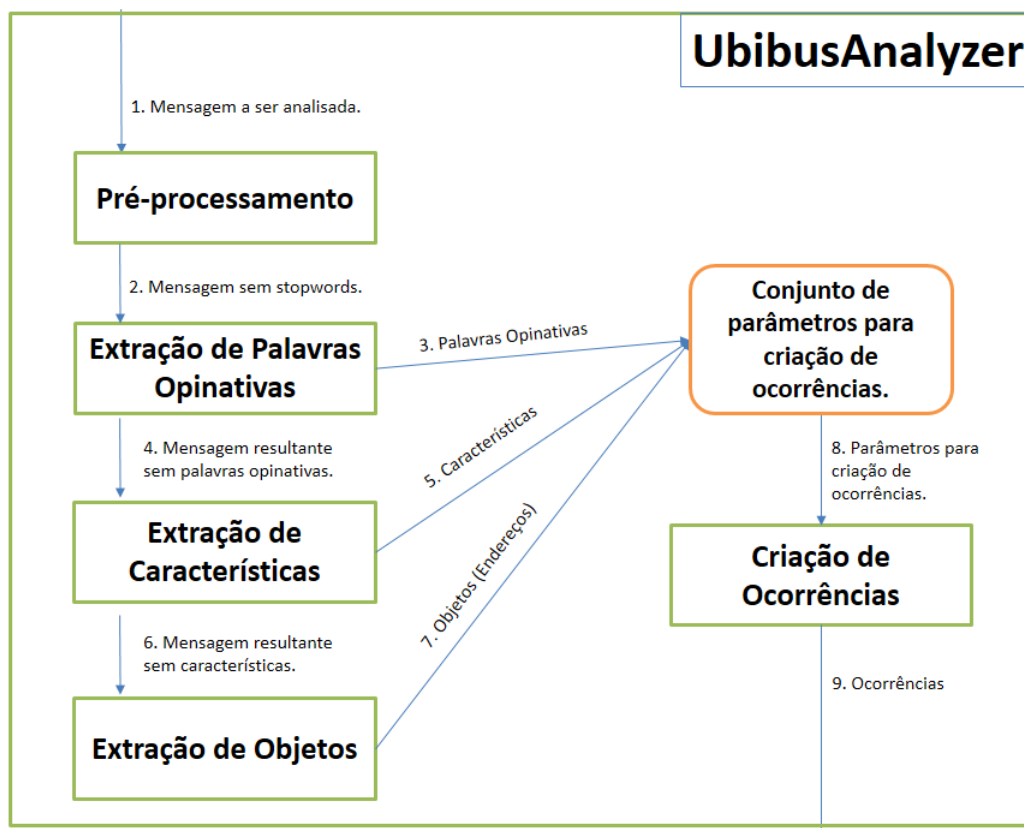 UbibusAnalyzer
1. Mensagem a ser analisada.
Pré-processamento
2. Mensagem sem stopwords.
Extração de Palavras
Opinativas
3. Palavras Opinativas
Conjunto de
parâmetros para
criação de
ocorrências.
4. Mensagem resultante
sem palavras opinativas.
5. Características
8. Parâmetros para
criação de
ocorrências.
Extração de
Características
7. Objetos (Endereços)
Criação de
Ocorrências
6. Mensagem resultante
sem características.
9. Ocorrências
Extração de Objetos